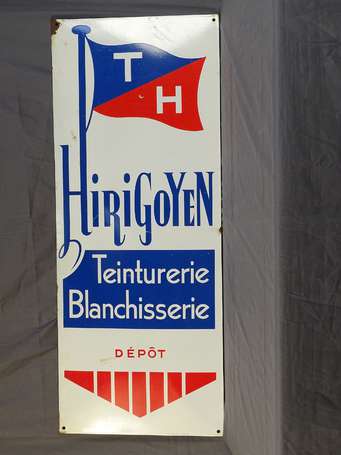 T
H
HiRiGoYEN
Teinturerie
Blanchisserie
DÉPÔT